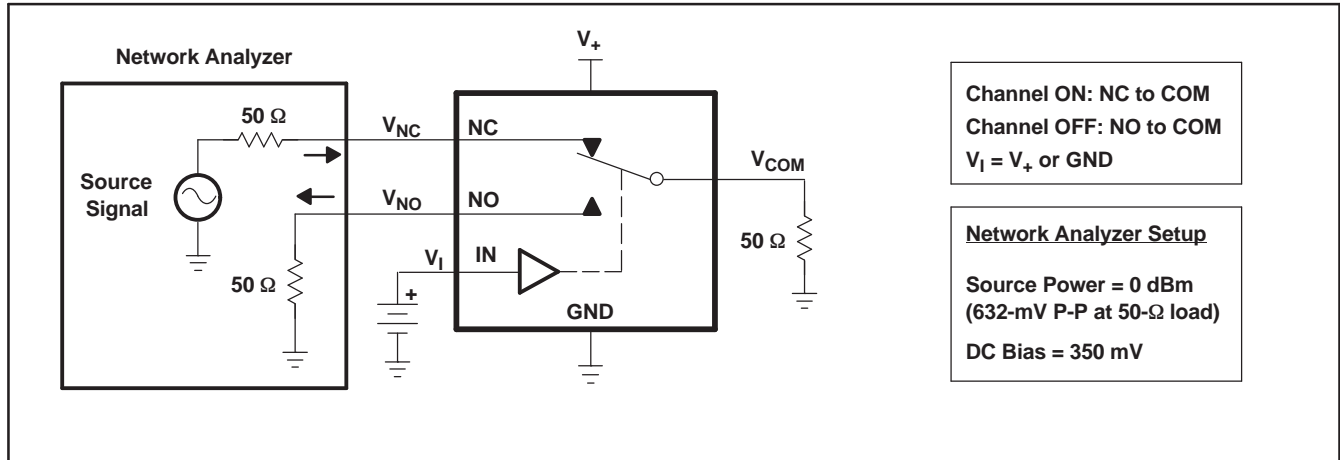 Network Analyzer
V+
50 Ω
VNC
NC
Source
Signal
VCOM
VNO
NO
50 Ω
50 Ω
VI
IN
+
GND
Channel ON: NC to COM
Channel OFF: NO to COM
VI = V+ or GND
Network Analyzer Setup
Source Power = 0 dBm
(632-mV P-P at 50-Ω load)
DC Bias = 350 mV